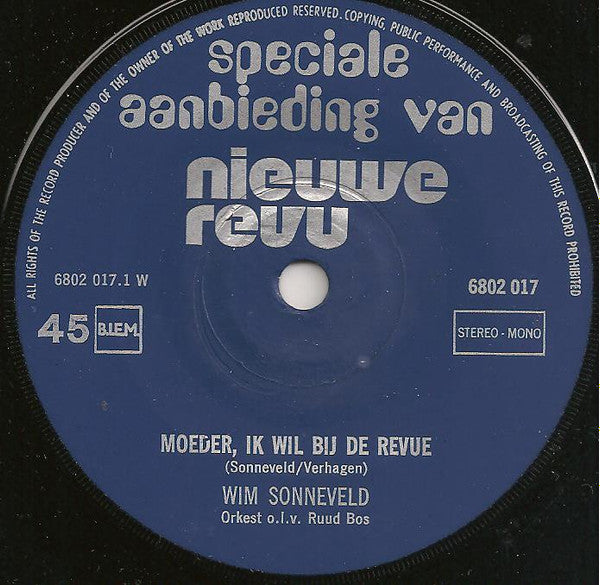 ALL RIGHTS OF THE RECORD PRODUCER AND OF THE OWNER OF THE WORK REPRODUCED RESERVED. COPYING, PUBLIC PERFORMANCE AND BROADCASTING OF THIS RECORD PROHIBITED
speciale
aanbieding van
nieuwe
revu
6802 017.1 W
6802 017
45 B.I.E.M.
STEREO - MONO
MOEDER, IK WIL BIJ DE REVUE
(Sonneveld/Verhagen)
WIM SONNEVELD
Orkest o.l.v. Ruud Bos